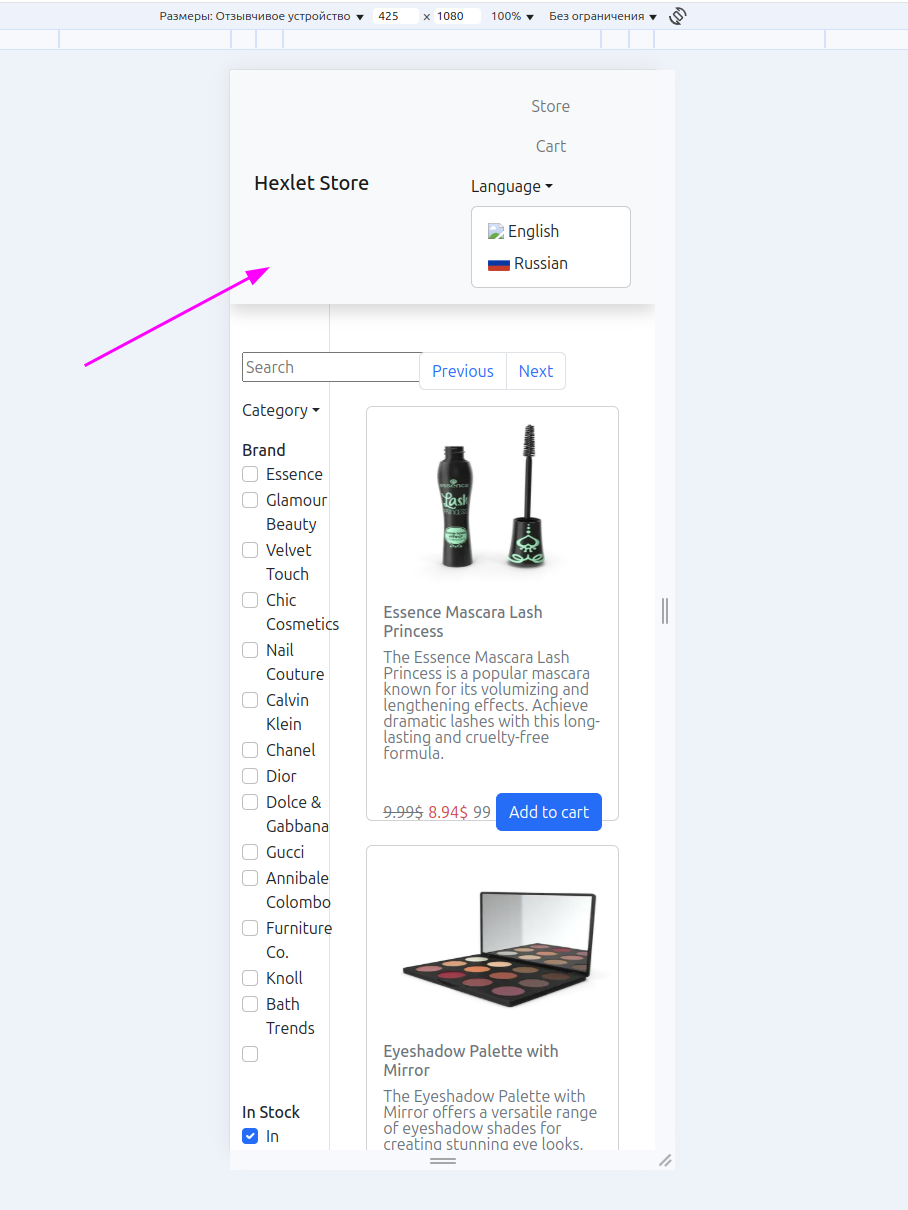 Размеры: Отзывчивое устройство ▼ 425 x 1080 100% ▼ Без ограничения ▼
Store
Cart
Hexlet Store
Language
English
Russian
Search
Previous Next
Category
Brand
Essence
Glamour
Beauty
Velvet
Touch
Chic
Cosmetics
Nail
Couture
Calvin
Klein
Chanel
Dior
Dolce &
Gabbana
Gucci
Annibale
Colombo
Furniture
Co.
Knoll
Bath
Trends
In Stock
In
essence
Lash
PRINCESS
Essence Mascara Lash
Princess
The Essence Mascara Lash
Princess is a popular mascara
known for its volumizing and
lengthening effects. Achieve
dramatic lashes with this long-
lasting and cruelty-free
formula.
9.99$ 8.94$ 99 Add to cart
Eyeshadow Palette with
Mirror
The Eyeshadow Palette with
Mirror offers a versatile range
of eyeshadow shades for
creating stunning eye looks.